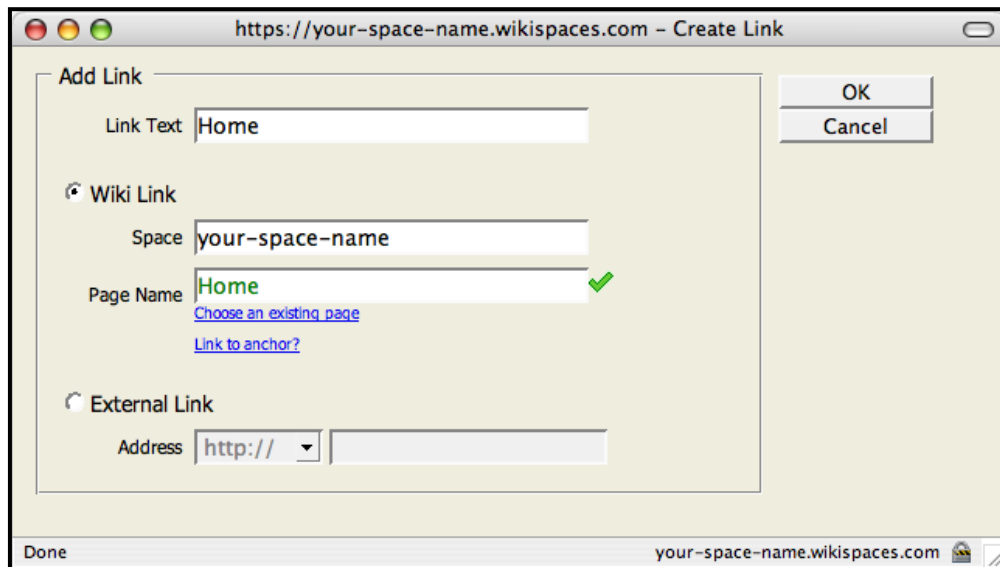 https://your-space-name.wikispaces.com – Create Link
Add Link
OK
Cancel
Link Text Home
Wiki Link
Space your-space-name
Page Name Home
Choose an existing page
Link to anchor?
External Link
Address http://
Done your-space-name.wikispaces.com